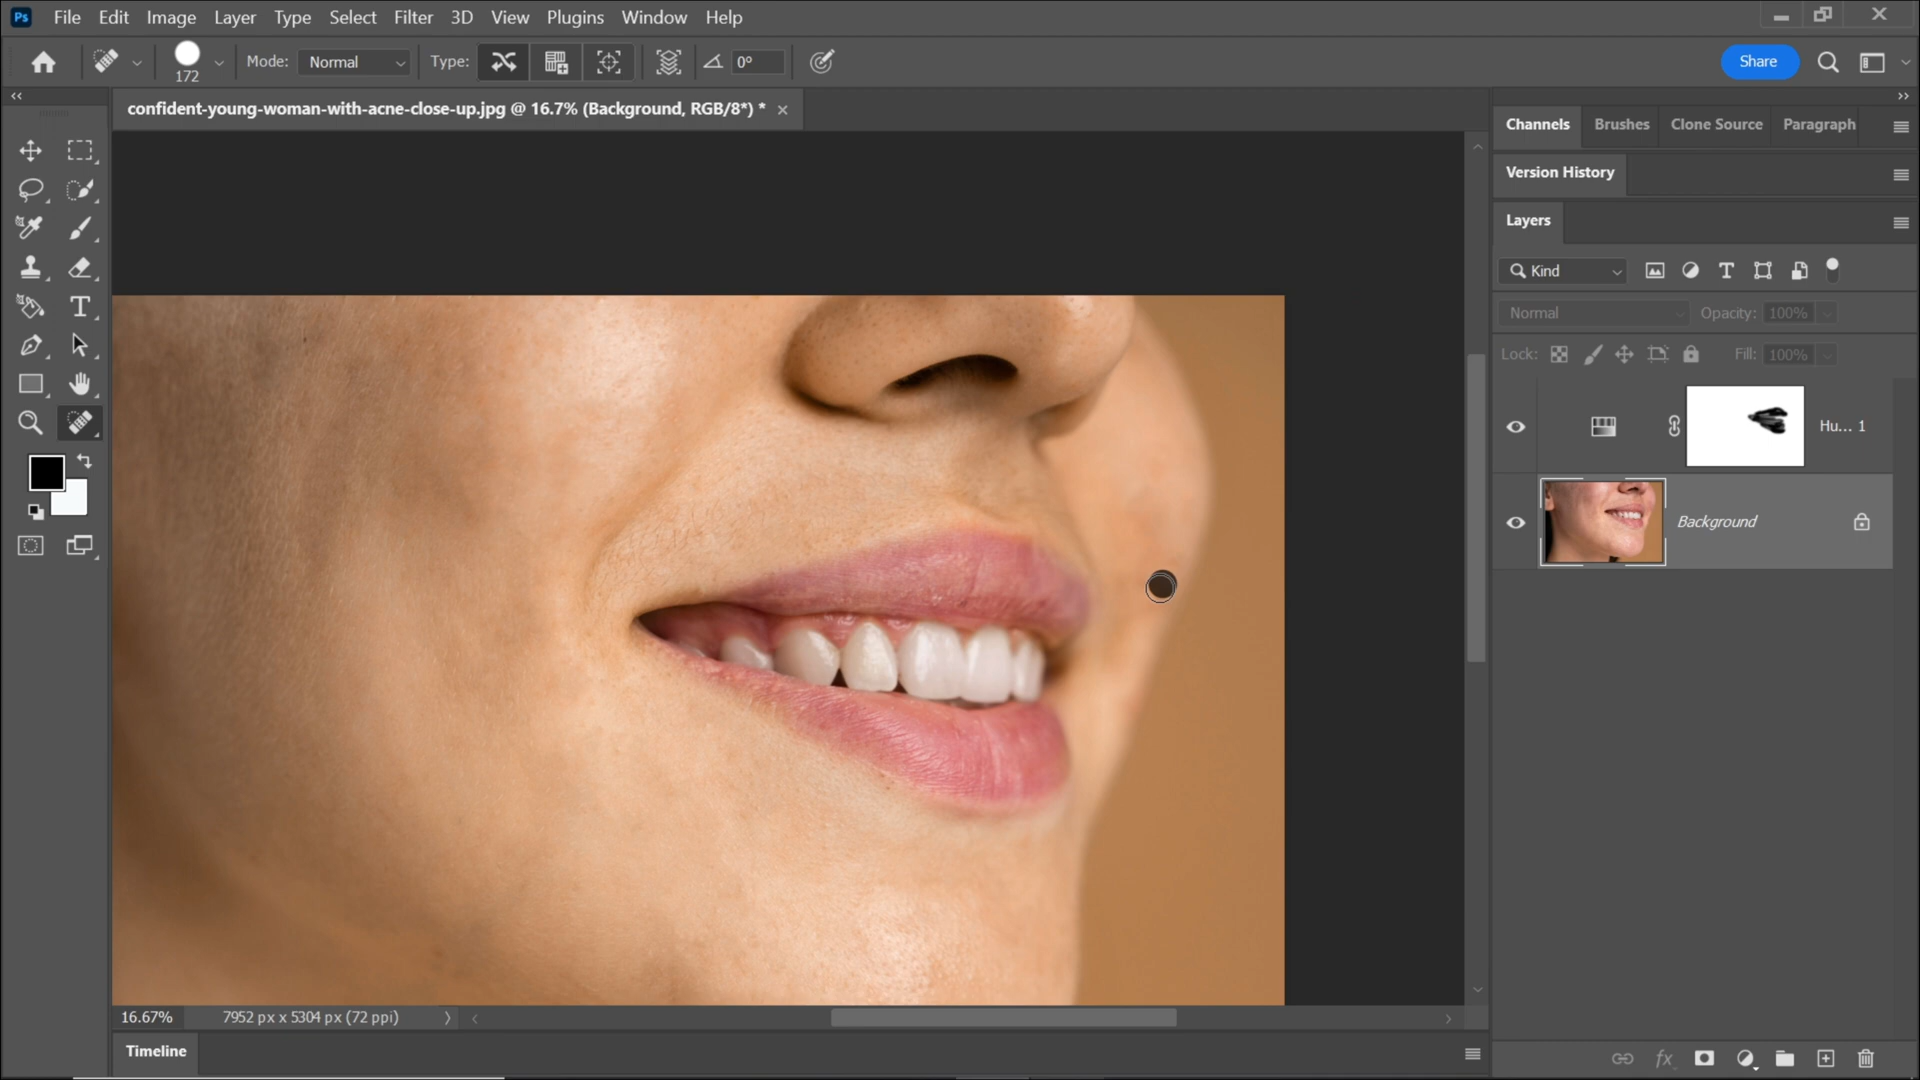 Ps File Edit Image Layer Type Select Filter 3D View Plugins Window Help
172 Mode: Normal Type: 0° Share
confident-young-woman-with-acne-close-up.jpg @ 16.7% (Background, RGB/8*) *
Channels Brushes Clone Source Paragraph
Version History
Layers
Kind
Normal Opacity: 100%
Lock: Fill: 100%
Hu... 1
Background
16.67% 7952 px x 5304 px (72 ppi)
Timeline
fx